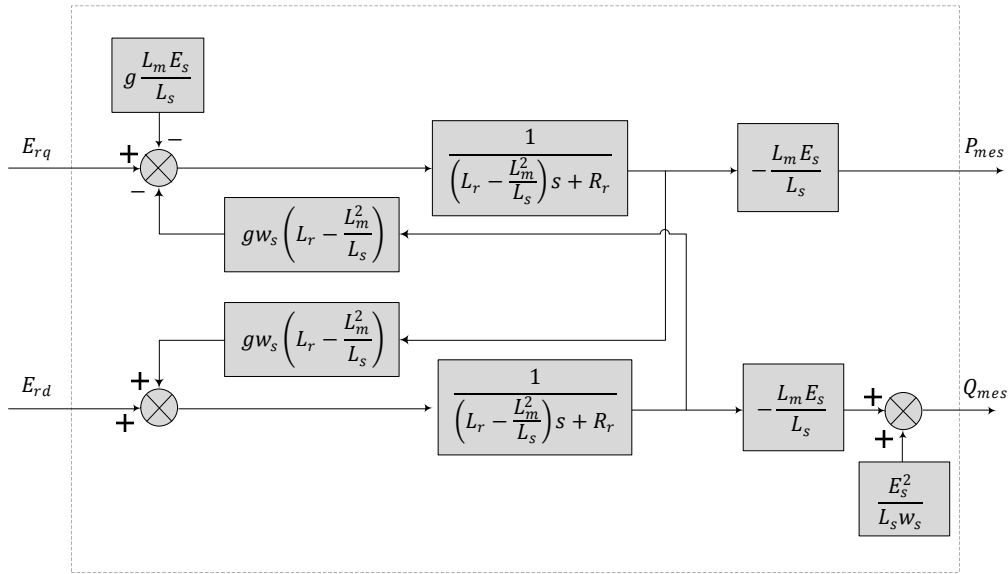 g L_m E_s / L_s
−
E_rq
+
−
1 / ((L_r − L_m^2 / L_s) s + R_r)
− L_m E_s / L_s
P_mes
gw_s (L_r − L_m^2 / L_s)
gw_s (L_r − L_m^2 / L_s)
E_rd
+
+
1 / ((L_r − L_m^2 / L_s) s + R_r)
− L_m E_s / L_s
+
+
Q_mes
E_s^2 / L_s w_s